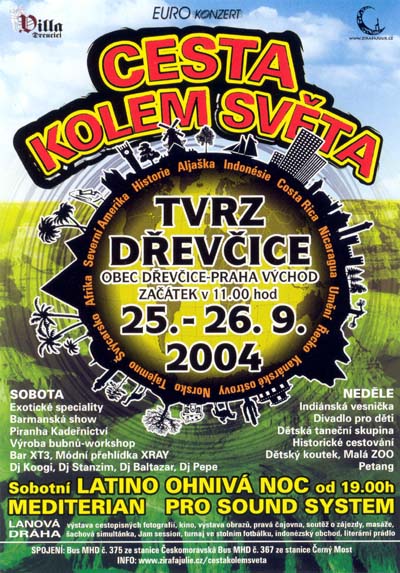 Villa
Drevcici
EURO KONZERT
www.zirafajulie.cz
CESTA
KOLEM SVĚTA
Švýcarsko Afrika Severní Amerika Historie Aljaška Indonésie Costa Rica Nicaragua Umění Řecko Kanárské ostrovy Norsko Tajemno
TVRZ
DŘEVČICE
OBEC DŘEVČICE-PRAHA VÝCHOD
ZAČÁTEK v 11.00 hod
25. - 26. 9.
2004
SOBOTA
Exotické speciality
Barmanská show
Piranha Kadeřnictví
Výroba bubnů-workshop
Bar XT3, Módní přehlídka XRAY
Dj Koogi, Dj Stanzim, Dj Baltazar, Dj Pepe
NEDĚLE
Indiánská vesnička
Divadlo pro děti
Dětská taneční skupina
Historické cestování
Dětský koutek, Malá ZOO
Petang
Sobotní LATINO OHNIVÁ NOC od 19.00h
MEDITERIAN PRO SOUND SYSTEM
LANOVÁ
DRÁHA
výstava cestopisných fotografií, kino, výstava obrazů, pravá čajovna, soutěž o zájezdy, masáže,
šachová simultánka, Jam session, turnaj ve stolním fotbálku, indonézský obchod, literární prádlo
SPOJENÍ: Bus MHD č. 375 ze stanice Českomoravská Bus MHD č. 367 ze stanice Černý Most
INFO: www.zirafajulie.cz/cestakolemsveta